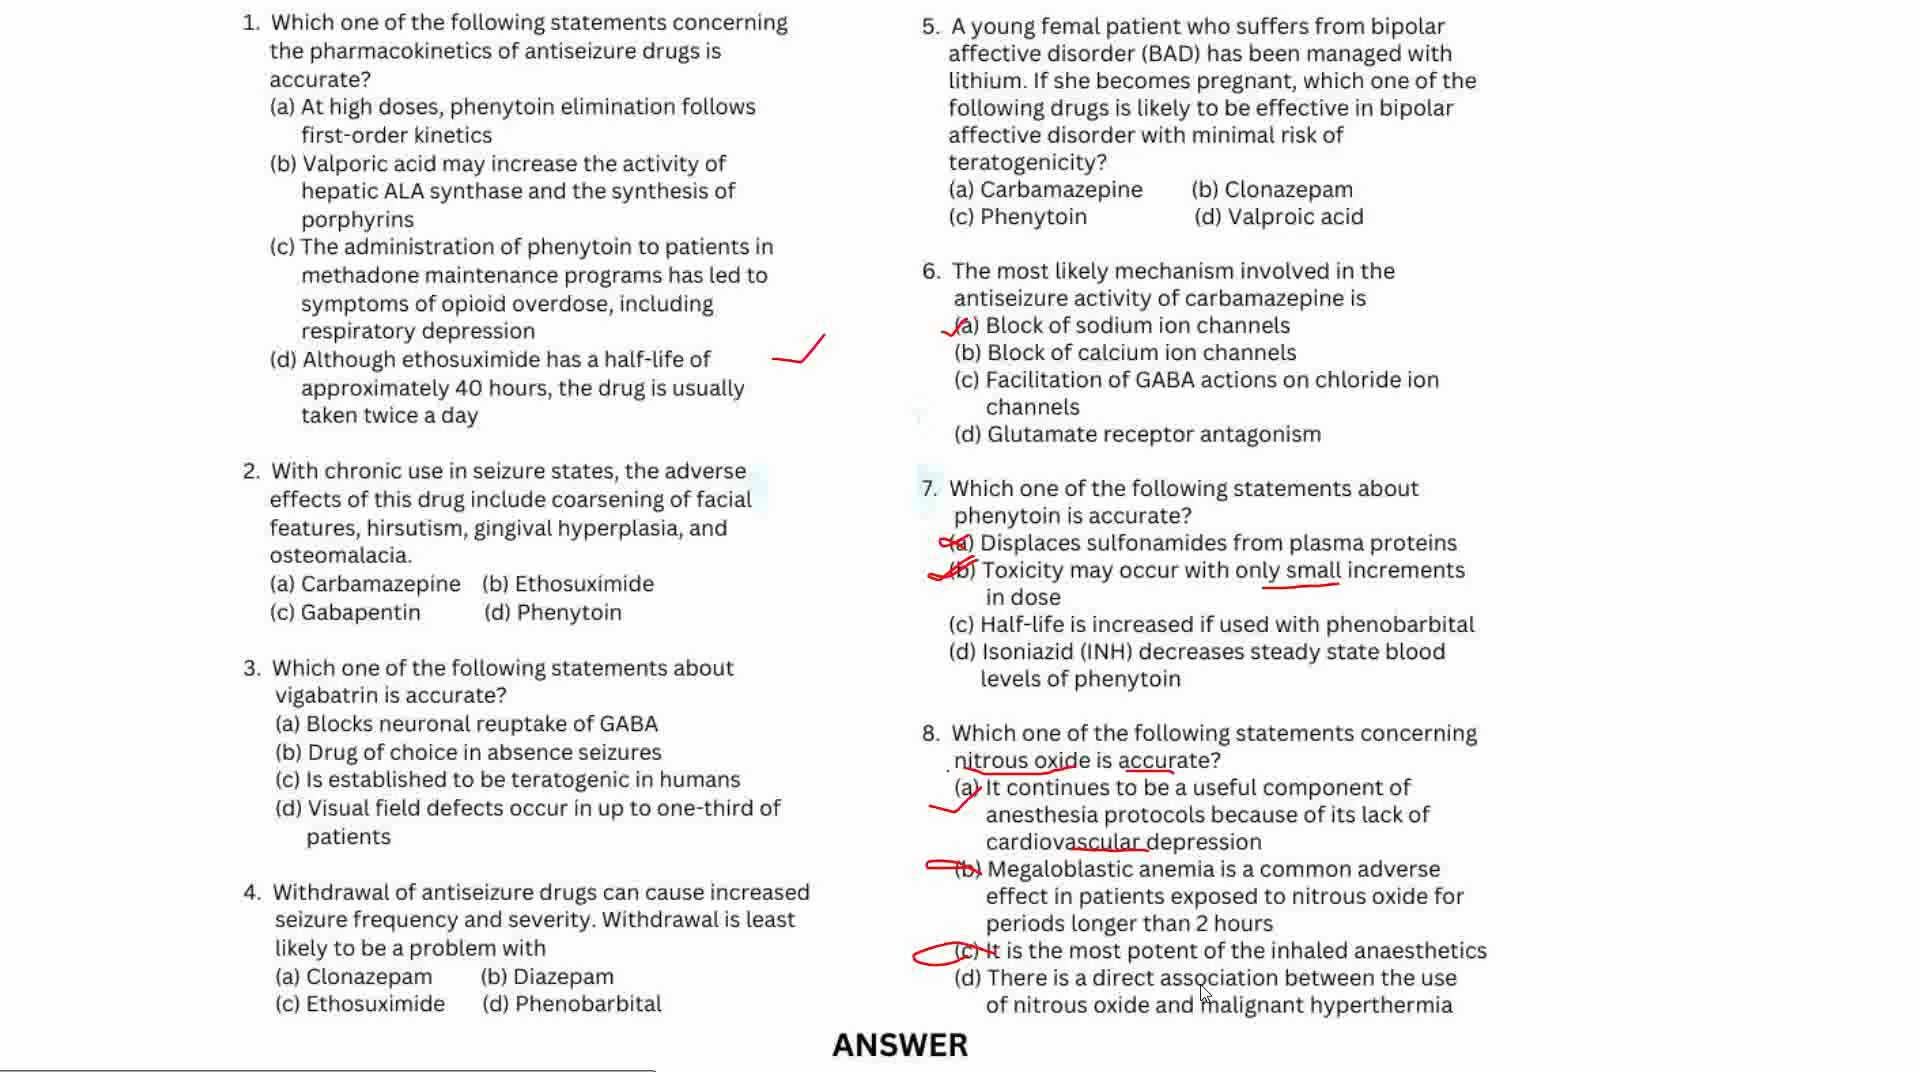 1. Which one of the following statements concerning
the pharmacokinetics of antiseizure drugs is
accurate?
(a) At high doses, phenytoin elimination follows
first-order kinetics
(b) Valporic acid may increase the activity of
hepatic ALA synthase and the synthesis of
porphyrins
(c) The administration of phenytoin to patients in
methadone maintenance programs has led to
symptoms of opioid overdose, including
respiratory depression
(d) Although ethosuximide has a half-life of
approximately 40 hours, the drug is usually
taken twice a day
2. With chronic use in seizure states, the adverse
effects of this drug include coarsening of facial
features, hirsutism, gingival hyperplasia, and
osteomalacia.
(a) Carbamazepine (b) Ethosuximide
(c) Gabapentin (d) Phenytoin
3. Which one of the following statements about
vigabatrin is accurate?
(a) Blocks neuronal reuptake of GABA
(b) Drug of choice in absence seizures
(c) Is established to be teratogenic in humans
(d) Visual field defects occur in up to one-third of
patients
4. Withdrawal of antiseizure drugs can cause increased
seizure frequency and severity. Withdrawal is least
likely to be a problem with
(a) Clonazepam (b) Diazepam
(c) Ethosuximide (d) Phenobarbital
5. A young femal patient who suffers from bipolar
affective disorder (BAD) has been managed with
lithium. If she becomes pregnant, which one of the
following drugs is likely to be effective in bipolar
affective disorder with minimal risk of
teratogenicity?
(a) Carbamazepine (b) Clonazepam
(c) Phenytoin (d) Valproic acid
6. The most likely mechanism involved in the
antiseizure activity of carbamazepine is
(a) Block of sodium ion channels
(b) Block of calcium ion channels
(c) Facilitation of GABA actions on chloride ion
channels
(d) Glutamate receptor antagonism
7. Which one of the following statements about
phenytoin is accurate?
(a) Displaces sulfonamides from plasma proteins
(b) Toxicity may occur with only small increments
in dose
(c) Half-life is increased if used with phenobarbital
(d) Isoniazid (INH) decreases steady state blood
levels of phenytoin
8. Which one of the following statements concerning
nitrous oxide is accurate?
(a) It continues to be a useful component of
anesthesia protocols because of its lack of
cardiovascular depression
(b) Megaloblastic anemia is a common adverse
effect in patients exposed to nitrous oxide for
periods longer than 2 hours
(c) It is the most potent of the inhaled anaesthetics
(d) There is a direct association between the use
of nitrous oxide and malignant hyperthermia
ANSWER